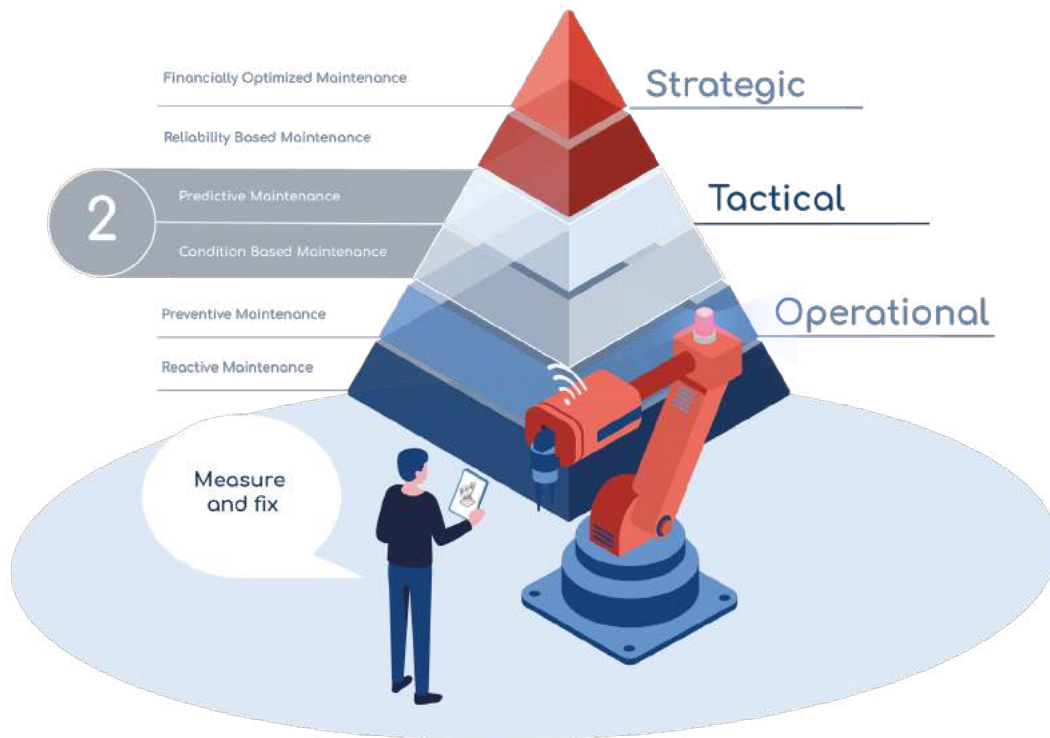 Financially Optimized Maintenance
Strategic
Reliability Based Maintenance
2
Predictive Maintenance
Tactical
Condition Based Maintenance
Preventive Maintenance
Operational
Reactive Maintenance
Measure
and fix